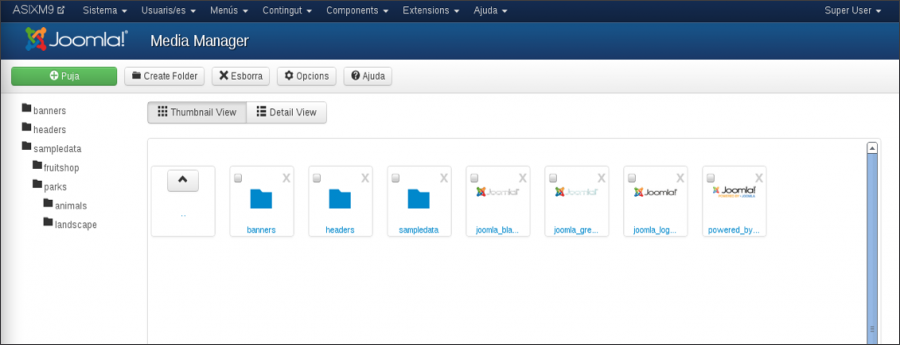 ASIXM9 Sistema Usuaris/es Menús Contingut Components Extensions Ajuda Super User
Joomla! Media Manager
Puja Create Folder Esborra Opcions Ajuda
banners
headers
sampledata
fruitshop
parks
animals
landscape
Thumbnail View Detail View
..
banners headers sampledata joomla_bla... joomla_gre... joomla_log... powered_by...
Joomla! Joomla! Joomla! Joomla!